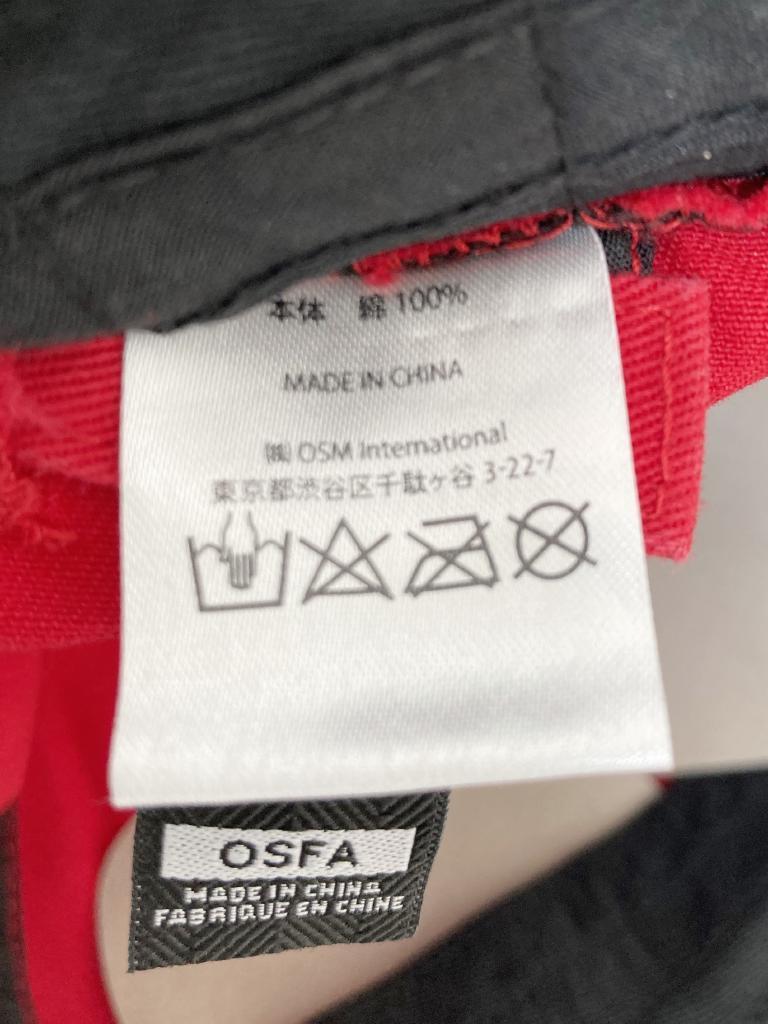 本体　綿 100%
MADE IN CHINA
㈱ OSM International
東京都渋谷区千駄ヶ谷 3-22-7
OSFA
MADE IN CHINA
FABRIQUE EN CHINE